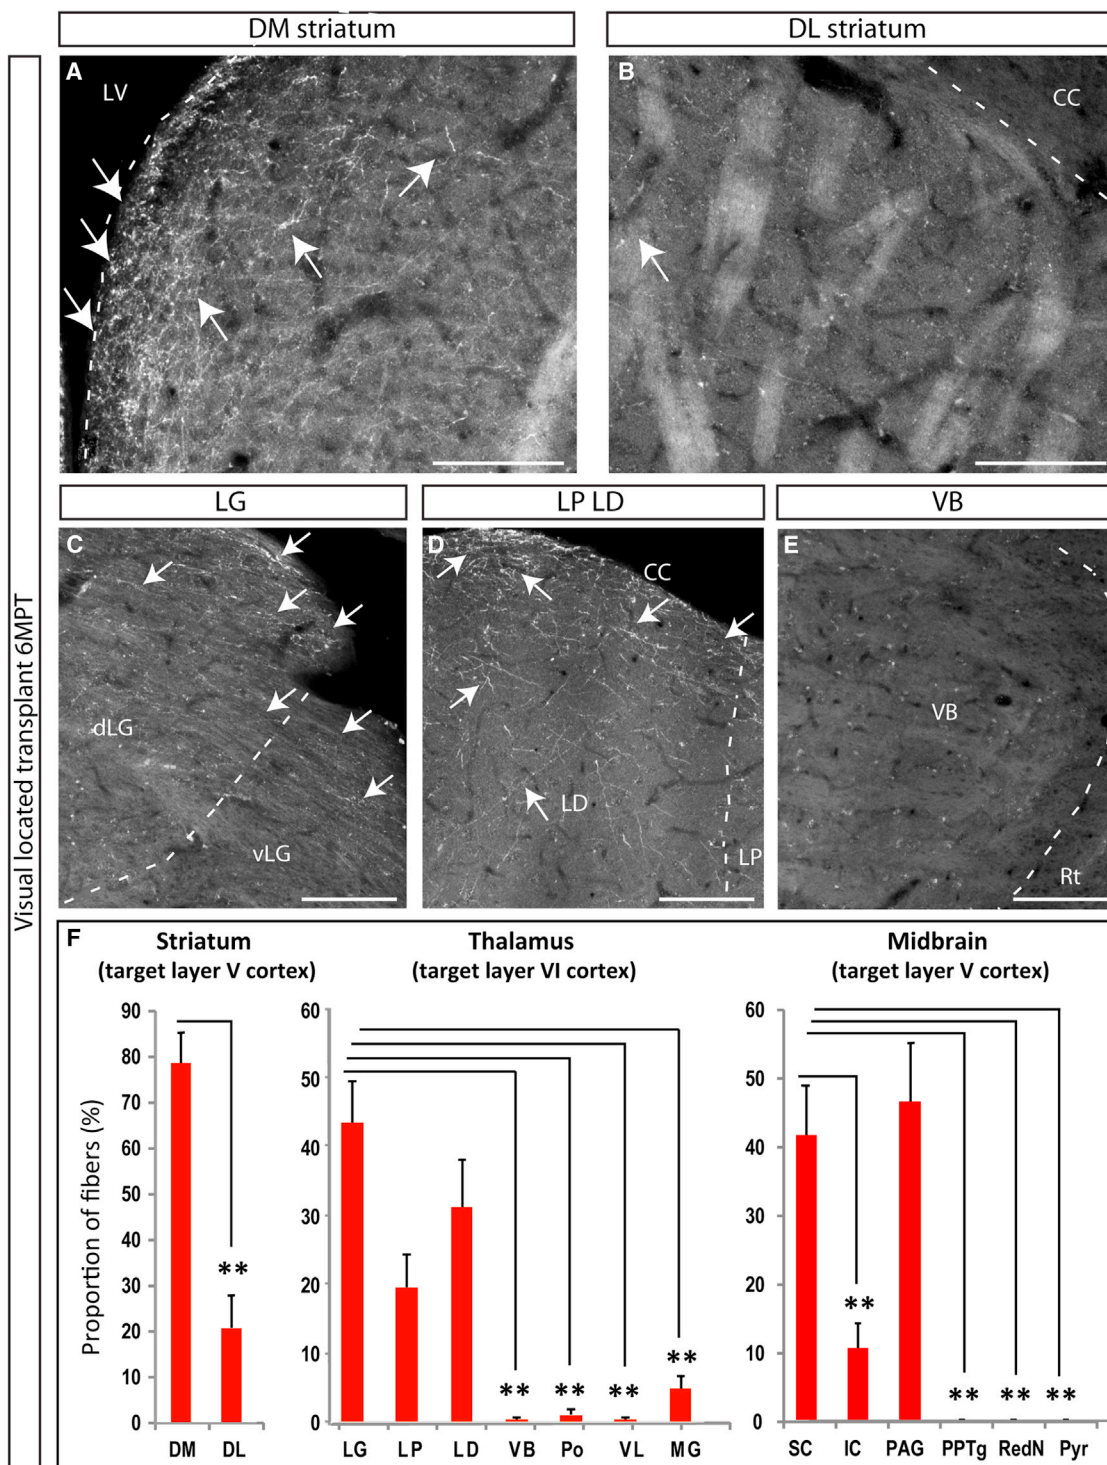 DM striatum
DL striatum
Visual located transplant 6MPT
A
LV
B
CC
LG
LP LD
VB
C
dLG
vLG
D
CC
LD
LP
E
VB
Rt
F
Striatum
(target layer V cortex)
Thalamus
(target layer VI cortex)
Midbrain
(target layer V cortex)
Proportion of fibers (%)
90
80
70
60
50
40
30
20
10
0
**
DM DL
60
50
40
30
20
10
0
** ** ** **
LG LP LD VB Po VL MG
60
50
40
30
20
10
0
** ** ** **
SC IC PAG PPTg RedN Pyr